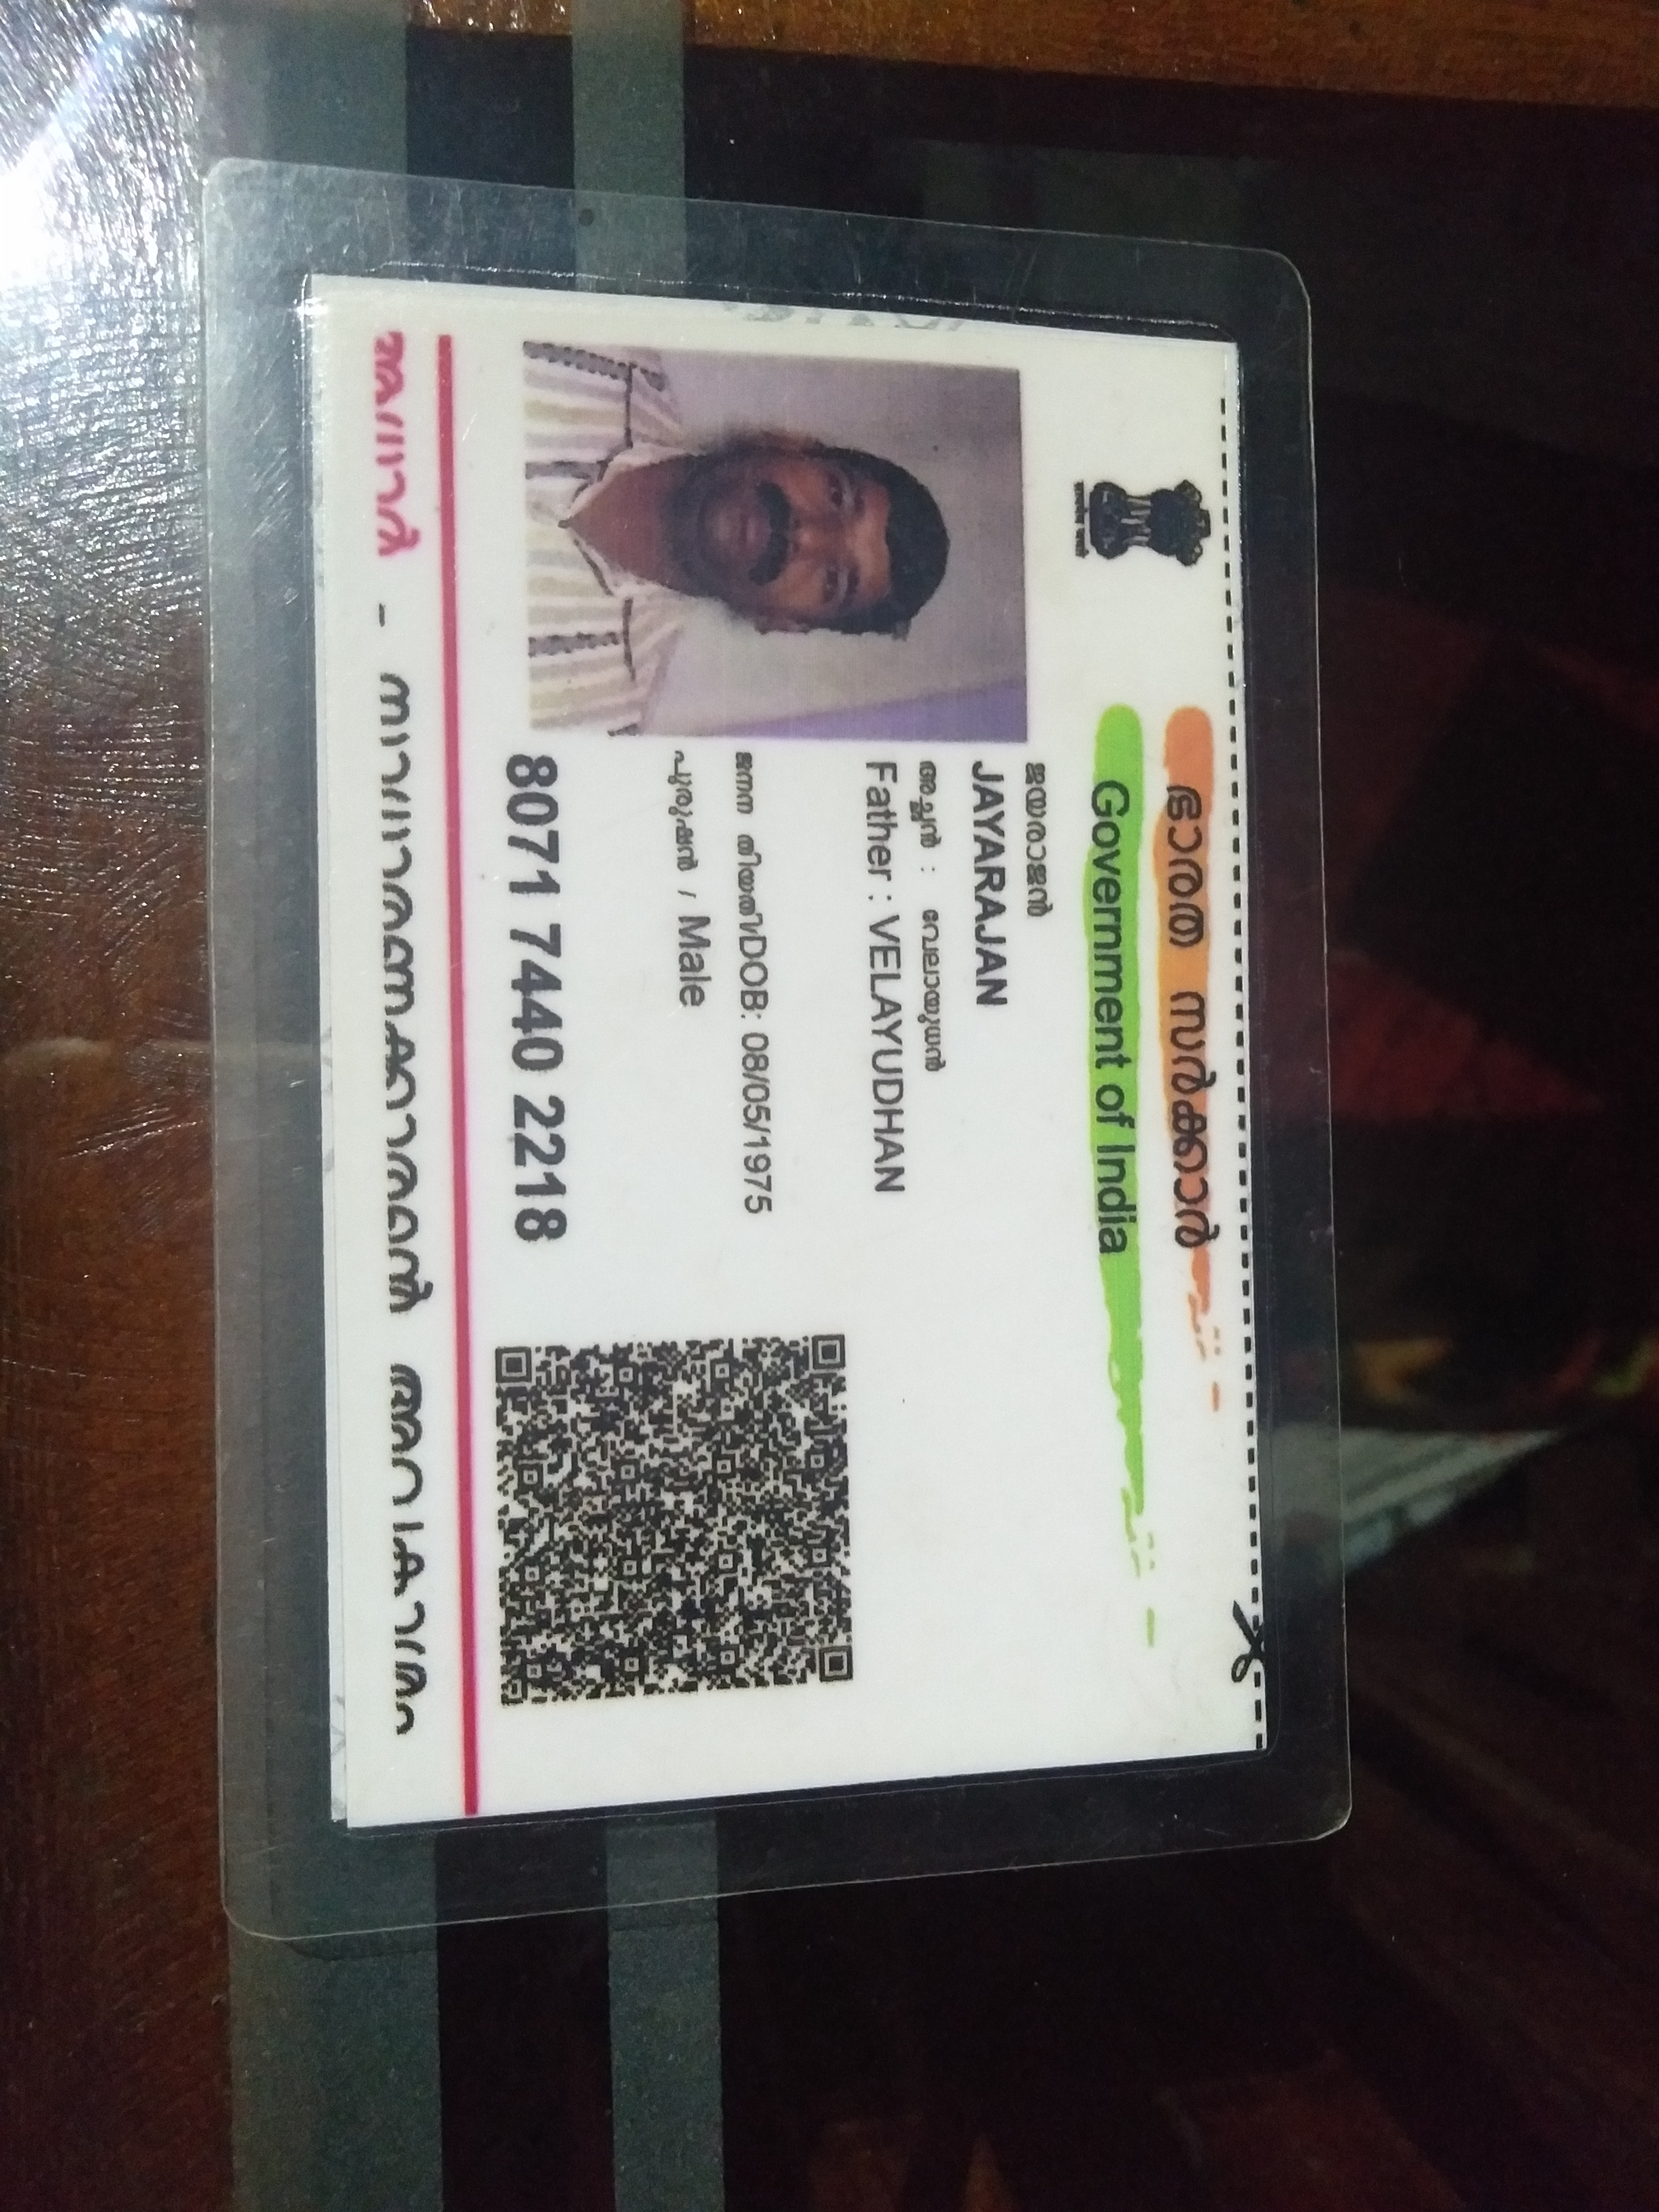 ഭാരത സർക്കാർ
Government of India
ജയരാജൻ
JAYARAJAN
അച്ഛൻ : വേലായുധൻ
Father : VELAYUDHAN
ജനന തീയതി/DOB: 08/05/1975
പുരുഷൻ / Male
8071 7440 2218
ആധാർ - സാധാരണക്കാരന്റെ അവകാശം